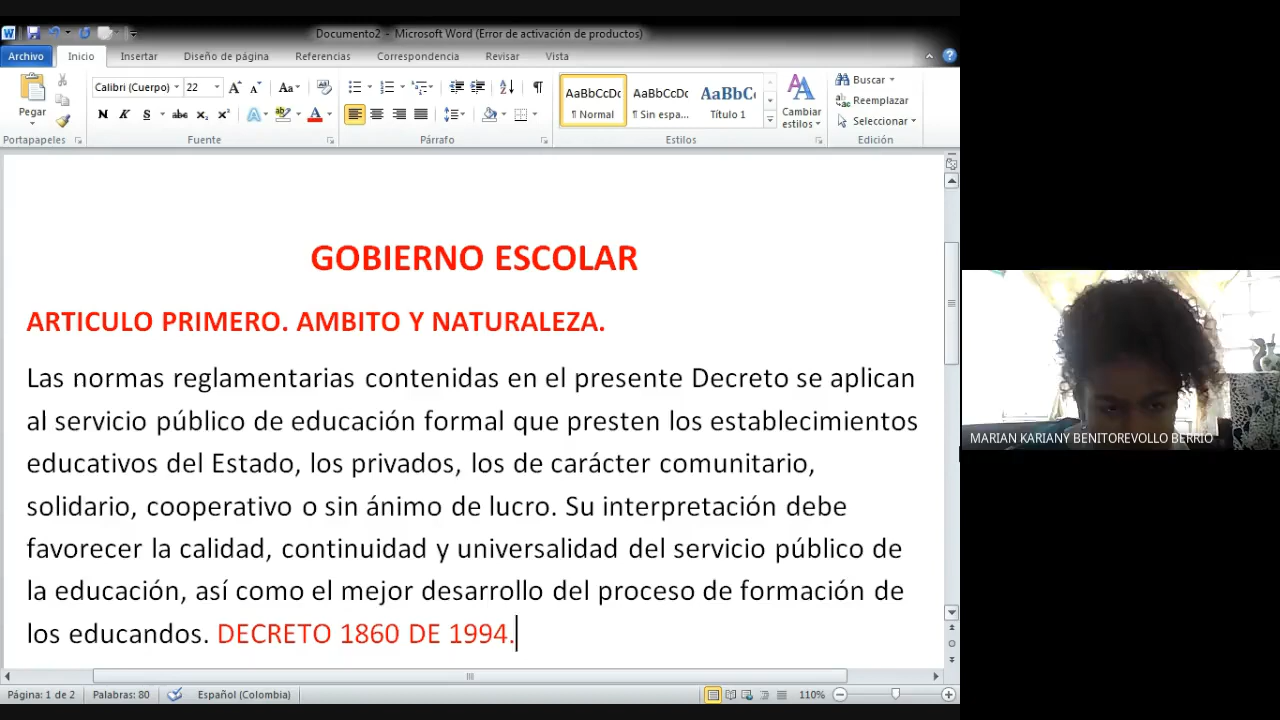 Documento2 - Microsoft Word (Error de activación de productos)
Archivo Inicio Insertar Diseño de página Referencias Correspondencia Revisar Vista
Pegar
Calibri (Cuerpo) 22
AaBbCcDc AaBbCcDc AaBbC
¶ Normal ¶ Sin espa... Título 1
Cambiar estilos
Buscar
Reemplazar
Seleccionar
Portapapeles Fuente Párrafo Estilos Edición
GOBIERNO ESCOLAR
ARTICULO PRIMERO. AMBITO Y NATURALEZA.
Las normas reglamentarias contenidas en el presente Decreto se aplican
al servicio público de educación formal que presten los establecimientos
educativos del Estado, los privados, los de carácter comunitario,
solidario, cooperativo o sin ánimo de lucro. Su interpretación debe
favorecer la calidad, continuidad y universalidad del servicio público de
la educación, así como el mejor desarrollo del proceso de formación de
los educandos. DECRETO 1860 DE 1994.
MARIAN KARIANY BENITOREVOLLO BERRIO
Página: 1 de 2 Palabras: 80 Español (Colombia) 110%